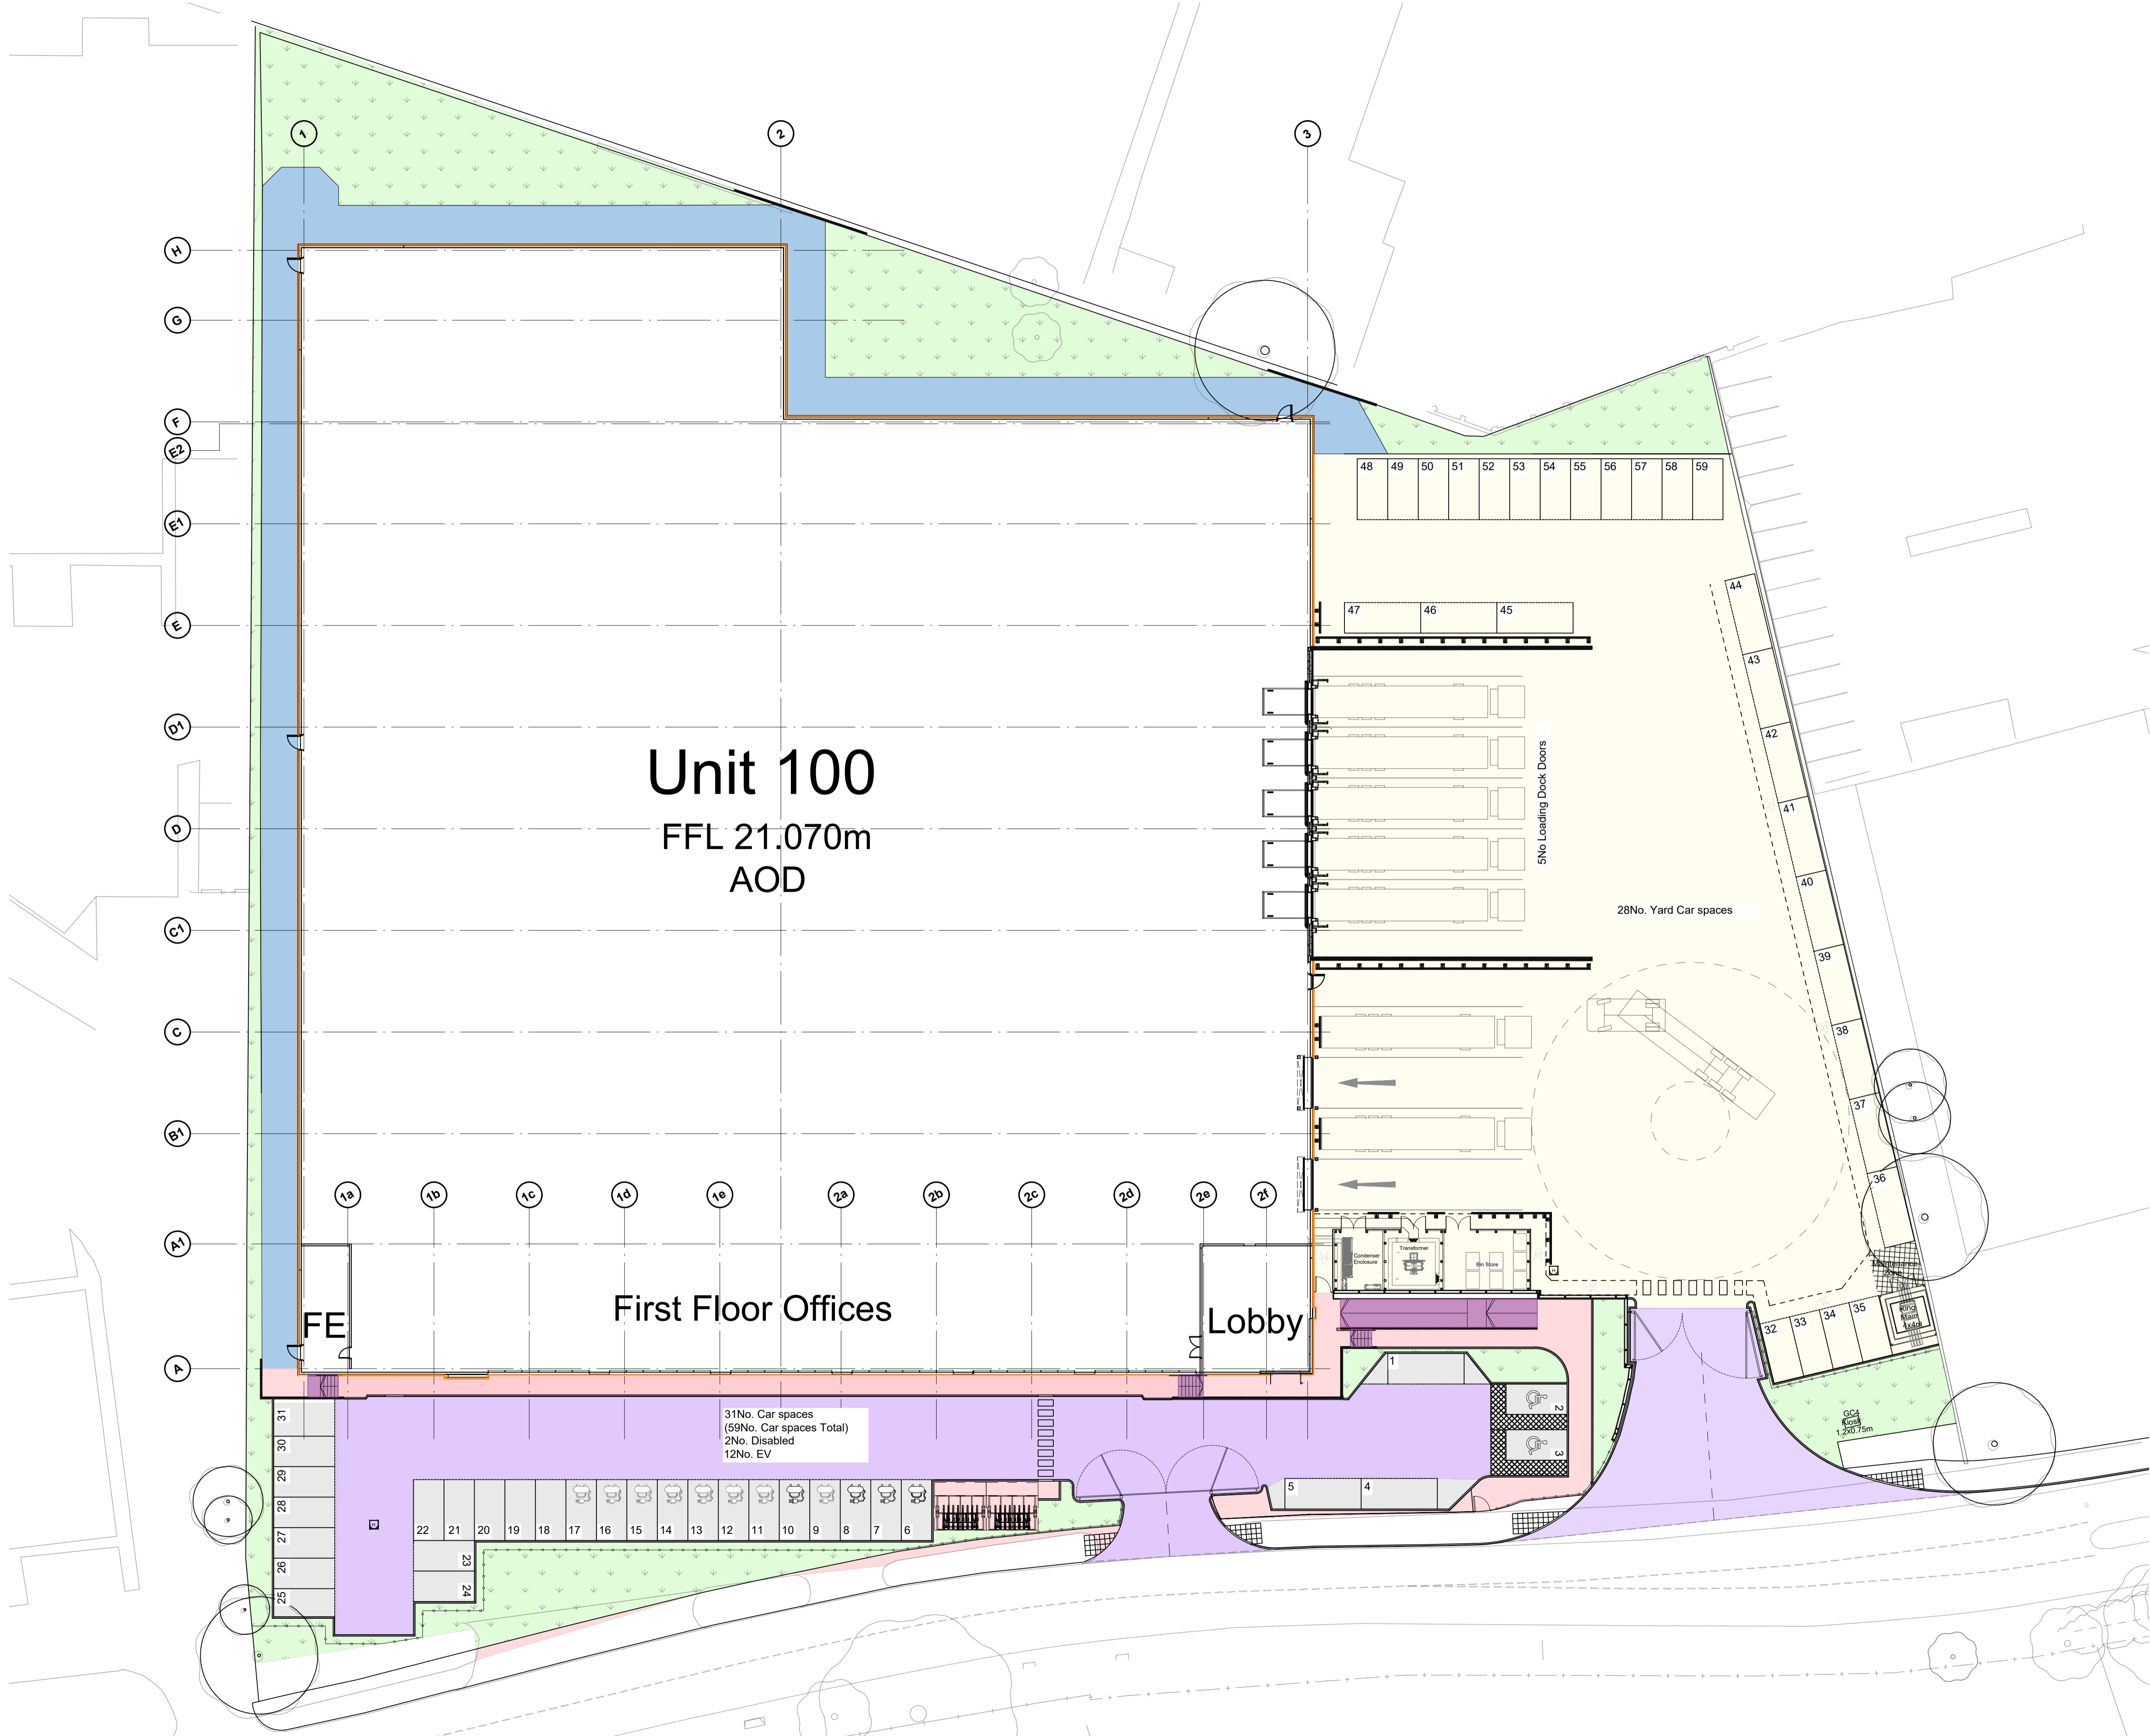 1
2
3
H
G
F
E2
E1
E
D1
D
C1
C
B1
A1
A
48
49
50
51
52
53
54
55
56
57
58
59
44
47
46
45
43
42
41
40
39
38
37
36
Unit 100
FFL 21.070m
AOD
5No Loading Dock Doors
28No. Yard Car spaces
1a
1b
1c
1d
1e
2a
2b
2c
2d
2e
2f
Condenser
Enclosure
Transformer
Bin Store
H
Maintenance
Zone
Ring
Main
4x4m
FE
First Floor Offices
Lobby
32
33
34
35
1
2
3
GC4
Kiosk
1.2x0.75m
31No. Car spaces
(59No. Car spaces Total)
2No. Disabled
12No. EV
5
4
31
30
29
28
27
26
25
H
22
21
20
19
18
17
16
15
14
13
12
11
10
9
8
7
6
23
24